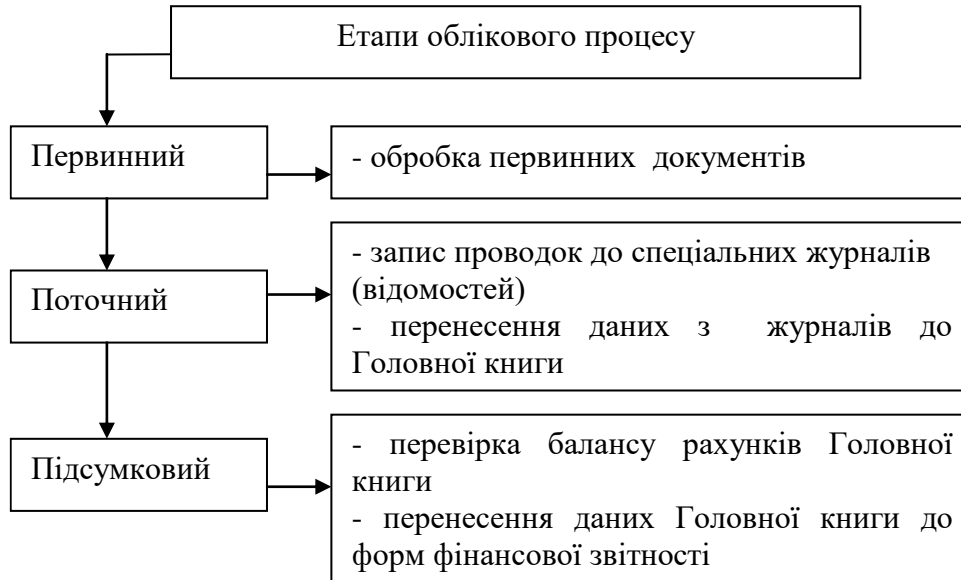 Етапи облікового процесу
Первинний
- обробка первинних документів
Поточний
- запис проводок до спеціальних журналів
(відомостей)
- перенесення даних з журналів до
Головної книги
Підсумковий
- перевірка балансу рахунків Головної
книги
- перенесення даних Головної книги до
форм фінансової звітності